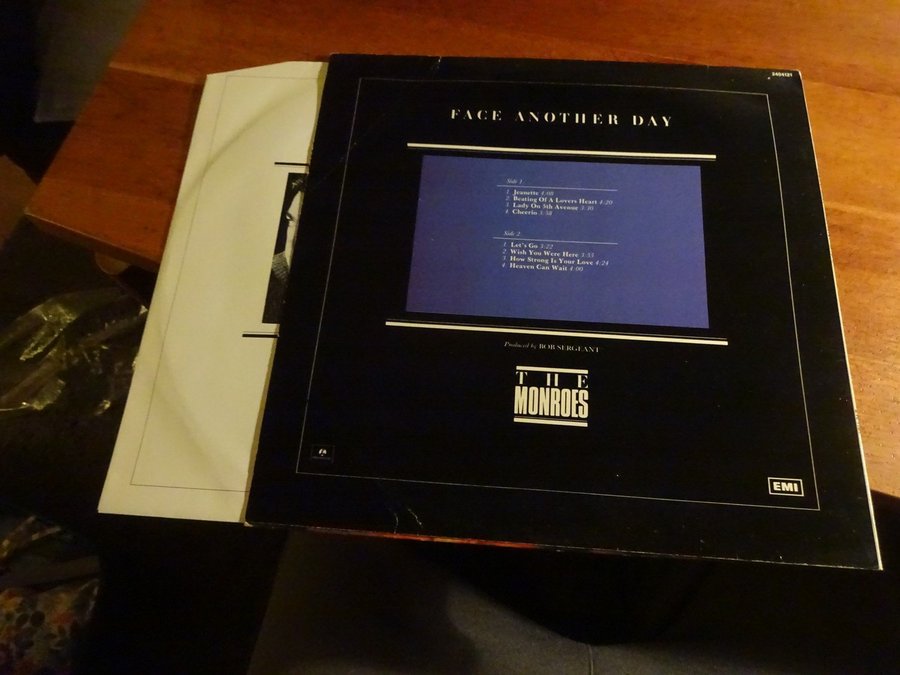 2404121
FACE ANOTHER DAY
Side 1
1. Jeanette 4:08
2. Beating Of A Lovers Heart 4:20
3. Lady On 5th Avenue 3:30
4. Cheerio 3:58
Side 2
1. Let's Go 3:22
2. Wish You Were Here 3:55
3. How Strong Is Your Love 4:24
4. Heaven Can Wait 4:00
Produced by BOB SERGEANT
THE
MONROES
EMI